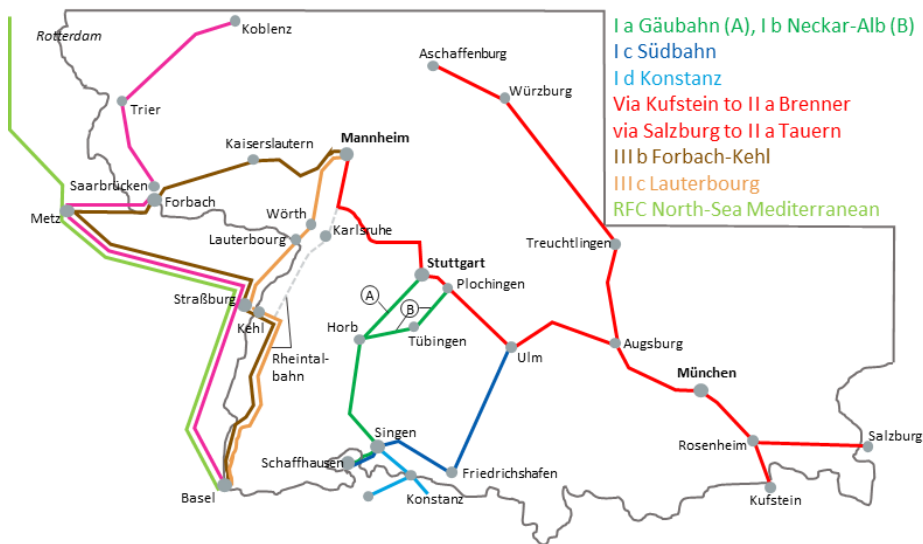 Rotterdam
Koblenz
Trier
Kaiserslautern
Mannheim
Saarbrücken
Forbach
Metz
Wörth
Lauterbourg
Karlsruhe
Straßburg
Kehl
Rheintal-
bahn
Basel
Aschaffenburg
Würzburg
Treuchtlingen
Stuttgart
Plochingen
A
B
Horb
Tübingen
Ulm
Augsburg
München
Singen
Schaffhausen
Friedrichshafen
Konstanz
Rosenheim
Salzburg
Kufstein
I a Gäubahn (A), I b Neckar-Alb (B)
I c Südbahn
I d Konstanz
Via Kufstein to II a Brenner
via Salzburg to II a Tauern
III b Forbach-Kehl
III c Lauterbourg
RFC North-Sea Mediterranean